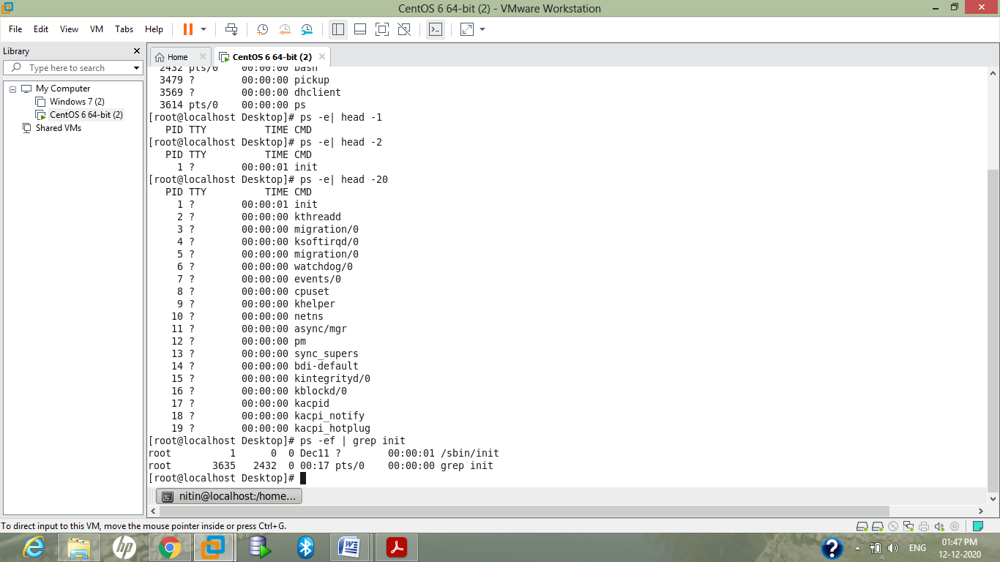 CentOS 6 64-bit (2) - VMware Workstation
File Edit View VM Tabs Help
Library
Type here to search
My Computer
Windows 7 (2)
CentOS 6 64-bit (2)
Shared VMs
Home
CentOS 6 64-bit (2)
 2432 pts/0    00:00:00 bash
 3479 ?        00:00:00 pickup
 3569 ?        00:00:00 dhclient
 3614 pts/0    00:00:00 ps
[root@localhost Desktop]# ps -e| head -1
  PID TTY          TIME CMD
[root@localhost Desktop]# ps -e| head -2
  PID TTY          TIME CMD
    1 ?        00:00:01 init
[root@localhost Desktop]# ps -e| head -20
  PID TTY          TIME CMD
    1 ?        00:00:01 init
    2 ?        00:00:00 kthreadd
    3 ?        00:00:00 migration/0
    4 ?        00:00:00 ksoftirqd/0
    5 ?        00:00:00 migration/0
    6 ?        00:00:00 watchdog/0
    7 ?        00:00:00 events/0
    8 ?        00:00:00 cpuset
    9 ?        00:00:00 khelper
   10 ?        00:00:00 netns
   11 ?        00:00:00 async/mgr
   12 ?        00:00:00 pm
   13 ?        00:00:00 sync_supers
   14 ?        00:00:00 bdi-default
   15 ?        00:00:00 kintegrityd/0
   16 ?        00:00:00 kblockd/0
   17 ?        00:00:00 kacpid
   18 ?        00:00:00 kacpi_notify
   19 ?        00:00:00 kacpi_hotplug
[root@localhost Desktop]# ps -ef | grep init
root         1     0  0 Dec11 ?        00:00:01 /sbin/init
root      3635  2432  0 00:17 pts/0    00:00:00 grep init
[root@localhost Desktop]#
nitin@localhost:/home...
To direct input to this VM, move the mouse pointer inside or press Ctrl+G.
hp
ENG
01:47 PM
12-12-2020